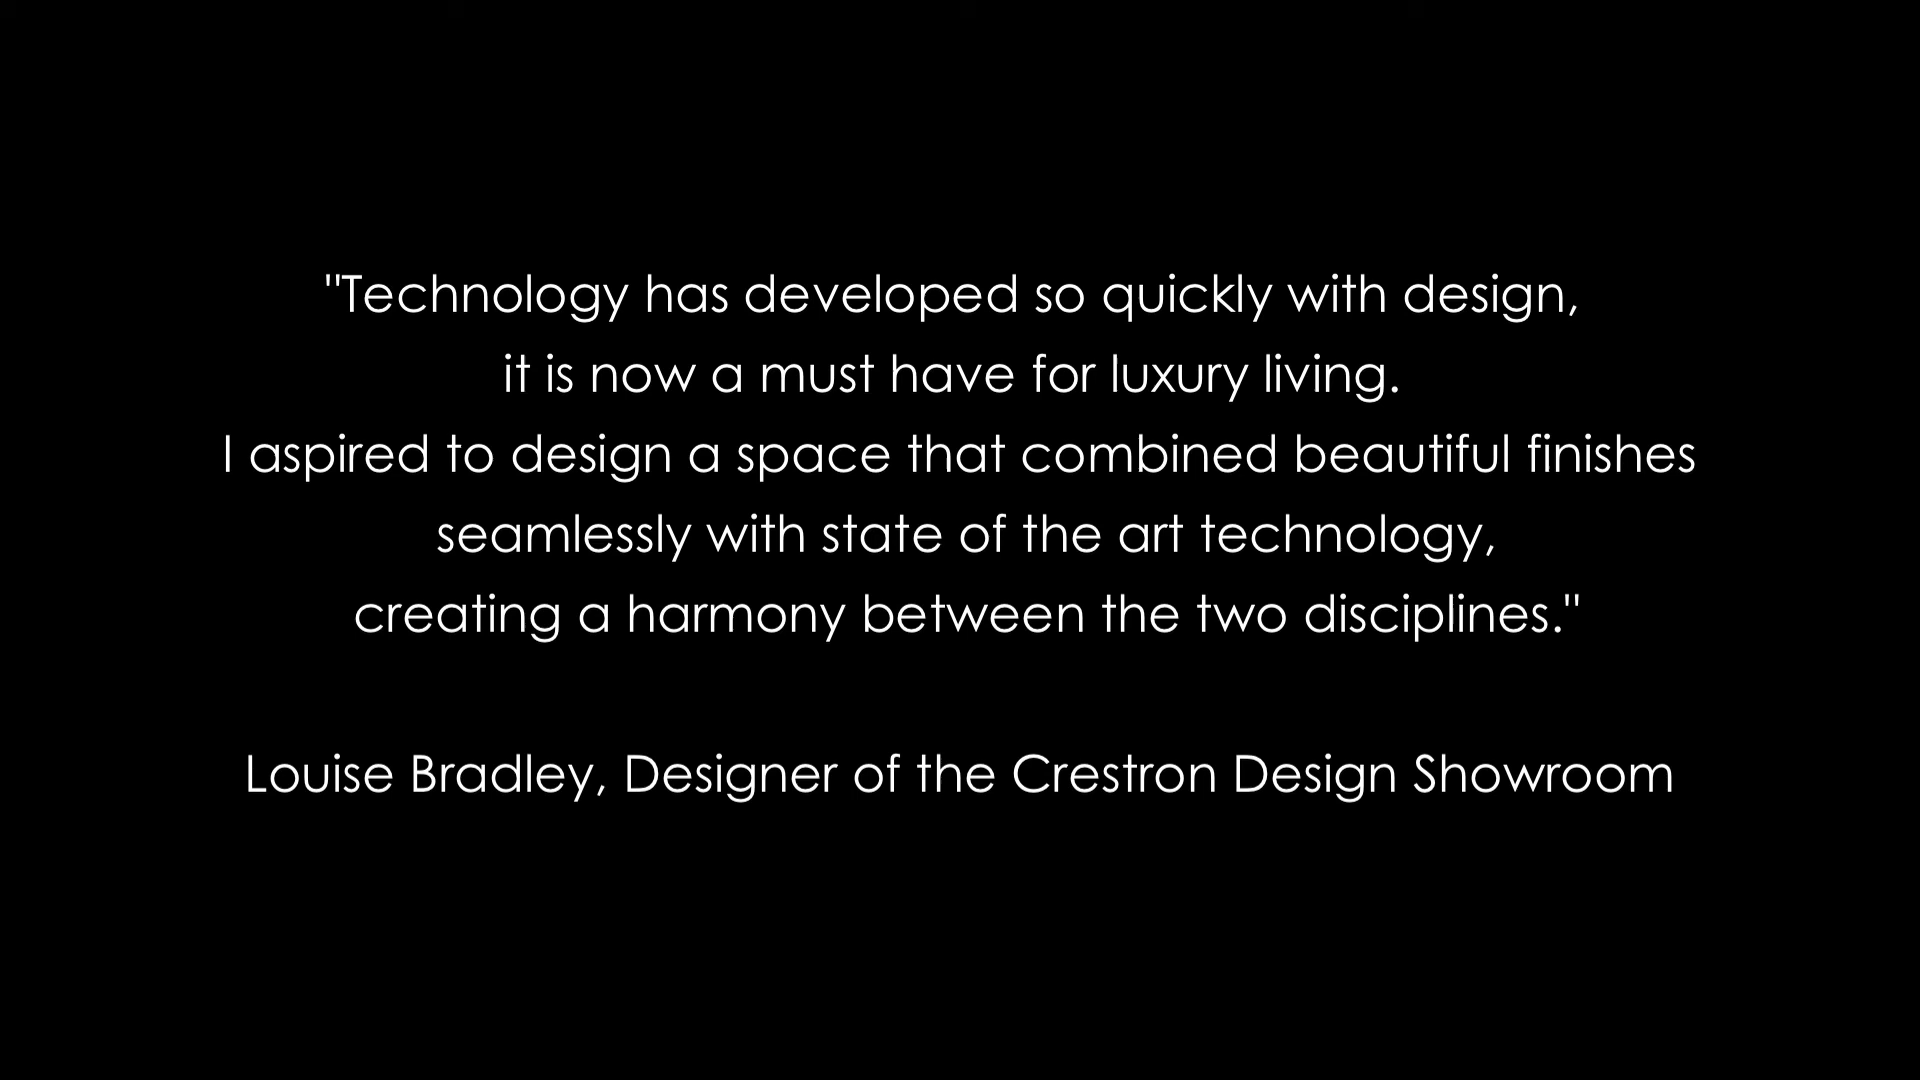 "Technology has developed so quickly with design,
it is now a must have for luxury living.
I aspired to design a space that combined beautiful finishes
seamlessly with state of the art technology,
creating a harmony between the two disciplines."
Louise Bradley, Designer of the Crestron Design Showroom